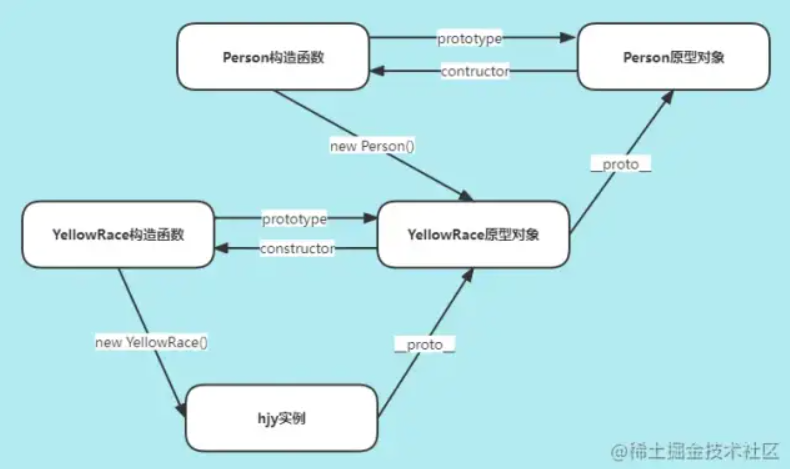 Person构造函数
prototype
contructor
Person原型对象
new Person()
__proto__
YellowRace构造函数
prototype
constructor
YellowRace原型对象
new YellowRace()
__proto__
hjy实例
@稀土掘金技术社区